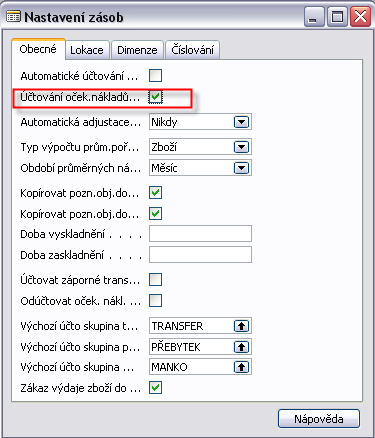 Nastavení zásob
Obecné Lokace Dimenze Číslování
Automatické účtování ...
Účtování oček.nákladů...
Automatická adjustace... Nikdy
Typ výpočtu prům.poř... Zboží
Období průměrných ná... Měsíc
Kopírovat pozn.obj.do...
Kopírovat pozn.obj.do...
Doba vyskladnění . . . .
Doba zaskladnění . . . .
Účtovat záporné trans...
Odúčtovat oček. nákl. ...
Výchozí účto skupina t... TRANSFER
Výchozí účto skupina p... PŘEBYTEK
Výchozí účto skupina ... MANKO
Zákaz výdaje zboží do ...
Nápověda